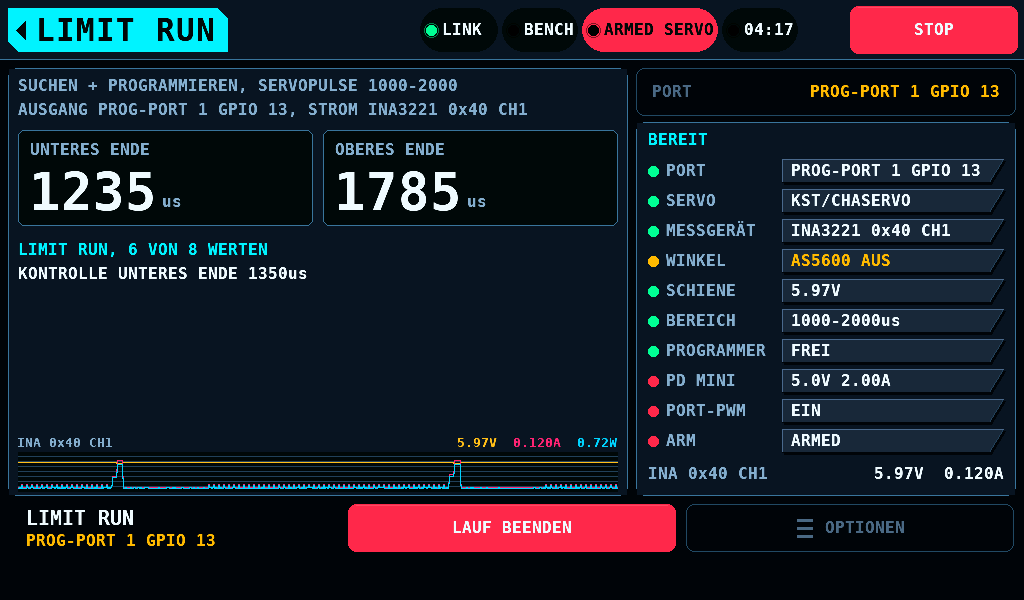 LIMIT RUN
LINK
BENCH
ARMED SERVO
04:17
STOP
SUCHEN + PROGRAMMIEREN, SERVOPULSE 1000-2000
AUSGANG PROG-PORT 1 GPIO 13, STROM INA3221 0x40 CH1
UNTERES ENDE
1235 us
OBERES ENDE
1785 us
LIMIT RUN, 6 VON 8 WERTEN
KONTROLLE UNTERES ENDE 1350us
INA 0x40 CH1 5.97V 0.120A 0.72W
PORT PROG-PORT 1 GPIO 13
BEREIT
PORT PROG-PORT 1 GPIO 13
SERVO KST/CHASERVO
MESSGERÄT INA3221 0x40 CH1
WINKEL AS5600 AUS
SCHIENE 5.97V
BEREICH 1000-2000us
PROGRAMMER FREI
PD MINI 5.0V 2.00A
PORT-PWM EIN
ARM ARMED
INA 0x40 CH1 5.97V 0.120A
LIMIT RUN
PROG-PORT 1 GPIO 13
LAUF BEENDEN
OPTIONEN